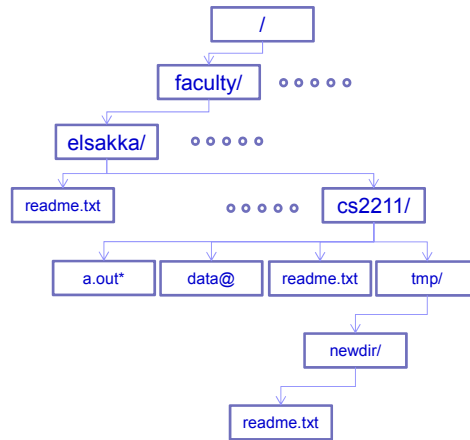 /
faculty/
elsakka/
readme.txt
cs2211/
a.out*
data@
readme.txt
tmp/
newdir/
readme.txt